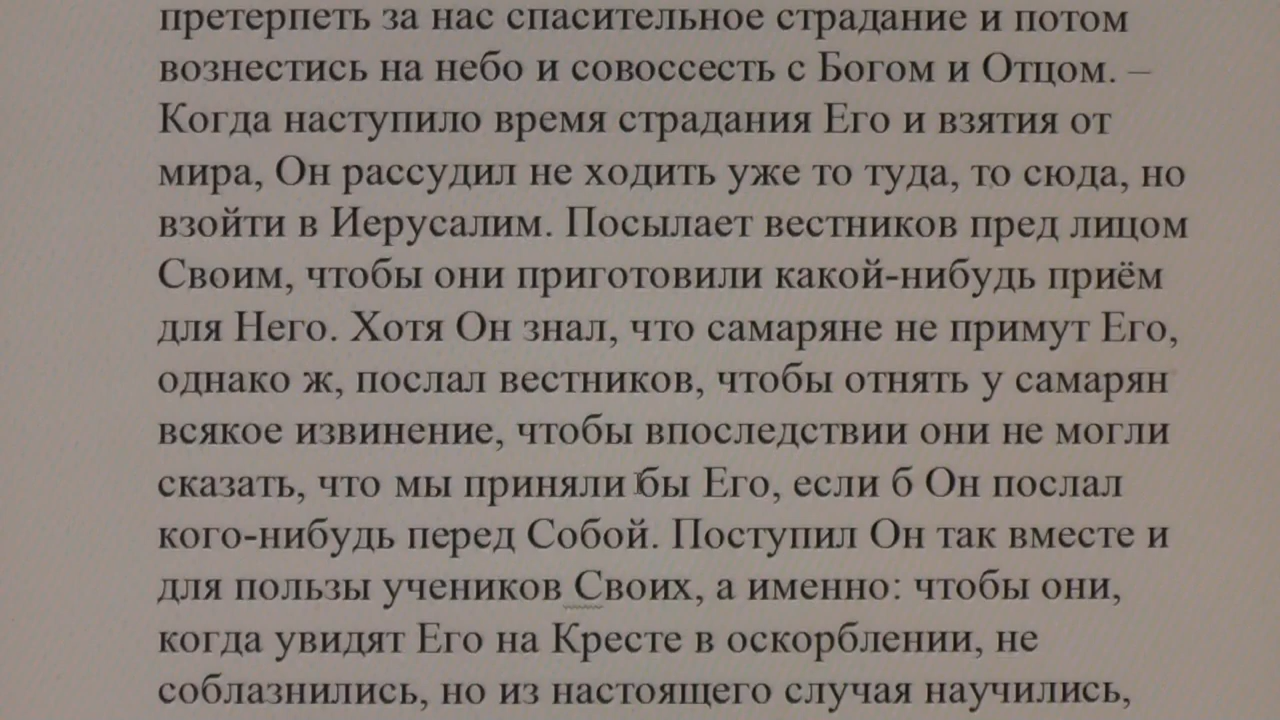 претерпеть за нас спасительное страдание и потом
вознестись на небо и совоссесть с Богом и Отцом. –
Когда наступило время страдания Его и взятия от
мира, Он рассудил не ходить уже то туда, то сюда, но
взойти в Иерусалим. Посылает вестников пред лицом
Своим, чтобы они приготовили какой-нибудь приём
для Него. Хотя Он знал, что самаряне не примут Его,
однако ж, послал вестников, чтобы отнять у самарян
всякое извинение, чтобы впоследствии они не могли
сказать, что мы приняли бы Его, если б Он послал
кого-нибудь перед Собой. Поступил Он так вместе и
для пользы учеников Своих, а именно: чтобы они,
когда увидят Его на Кресте в оскорблении, не
соблазнились, но из настоящего случая научились,